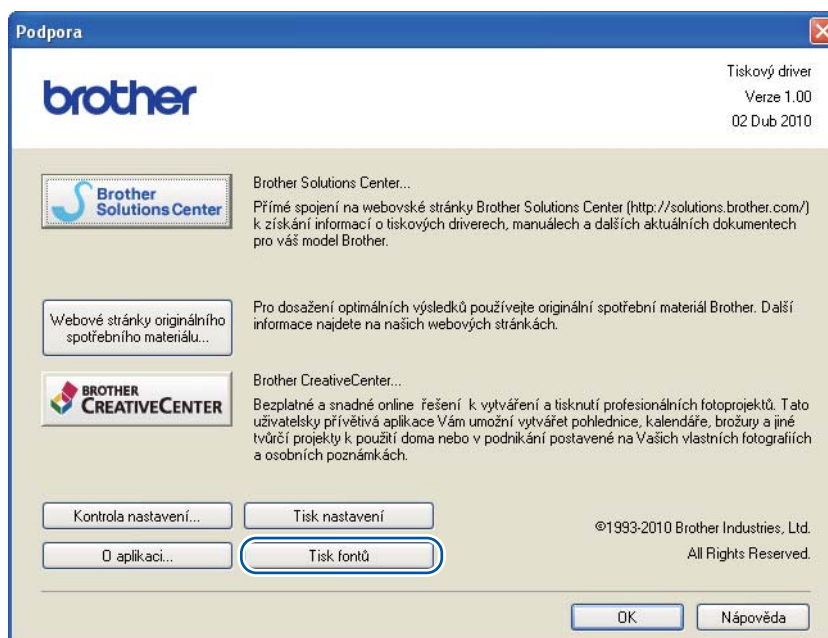 Podpora
brother
Tiskový driver
Verze 1.00
02 Dub 2010
Brother
Solutions Center
Brother Solutions Center...
Přímé spojení na webovské stránky Brother Solutions Center (http://solutions.brother.com/)
k získání informací o tiskových driverech, manuálech a dalších aktuálních dokumentech
pro váš model Brother.
Webové stránky originálního
spotřebního materiálu...
Pro dosažení optimálních výsledků používejte originální spotřební materiál Brother. Další
informace najdete na našich webových stránkách.
BROTHER
CREATIVECENTER
Brother CreativeCenter...
Bezplatné a snadné online řešení k vytváření a tisknutí profesionálních fotoprojektů. Tato
uživatelsky přívětivá aplikace Vám umožní vytvářet pohlednice, kalendáře, brožury a jiné
tvůrčí projekty k použití doma nebo v podnikání postavené na Vašich vlastních fotografiích
a osobních poznámkách.
Kontrola nastavení...
Tisk nastavení
O aplikaci...
Tisk fontů
©1993-2010 Brother Industries, Ltd.
All Rights Reserved.
OK
Nápověda